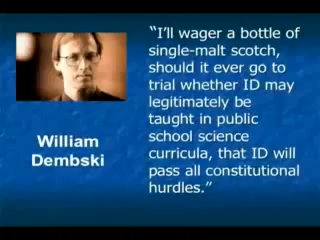 "I'll wager a bottle of
single-malt scotch,
should it ever go to
trial whether ID may
legitimately be
taught in public
school science
curricula, that ID will
pass all constitutional
hurdles."
William
Dembski